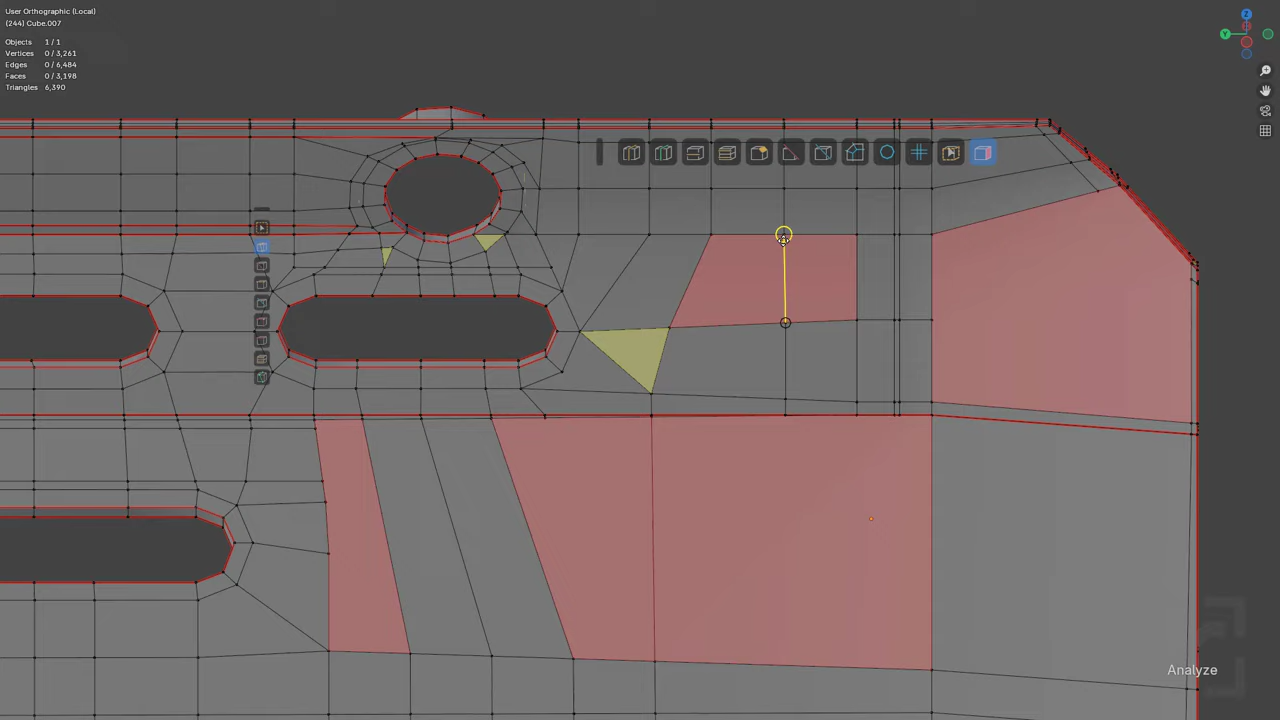 User Orthographic (Local)
(244) Cube.007
Objects 1/1
Vertices 0/3,261
Edges 0/6,484
Faces 0/3,198
Triangles 6,390
Z
Y
Analyze